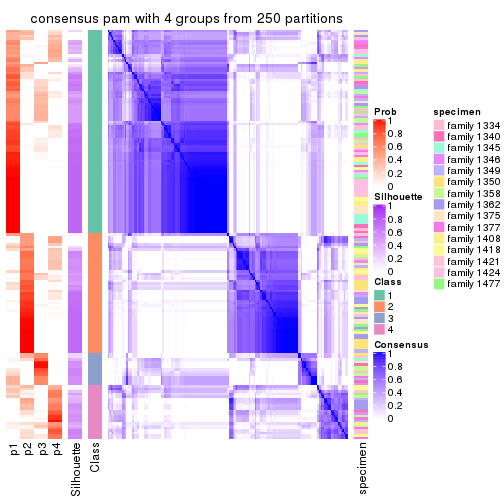 consensus pam with 4 groups from 250 partitions
Prob
1
0.8
0.6
0.4
0.2
0
Silhouette
1
0.8
0.6
0.4
0.2
0
Class
1
2
3
4
Consensus
1
0.8
0.6
0.4
0.2
0
specimen
family 1334
family 1340
family 1345
family 1346
family 1349
family 1350
family 1358
family 1362
family 1375
family 1377
family 1408
family 1418
family 1421
family 1424
family 1477
p1
p2
p3
p4
Silhouette
Class
specimen